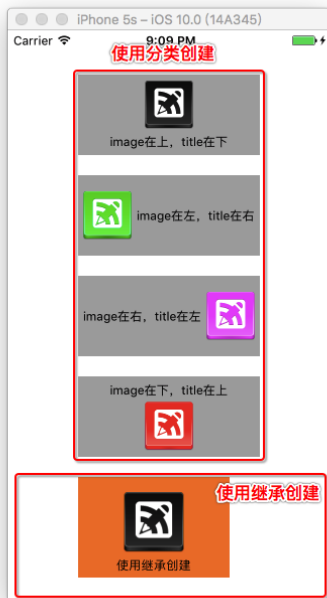 iPhone 5s – iOS 10.0 (14A345)
Carrier 9:09 PM
使用分类创建
image在上，title在下
image在左，title在右
image在右，title在左
image在下，title在上
使用继承创建
使用继承创建